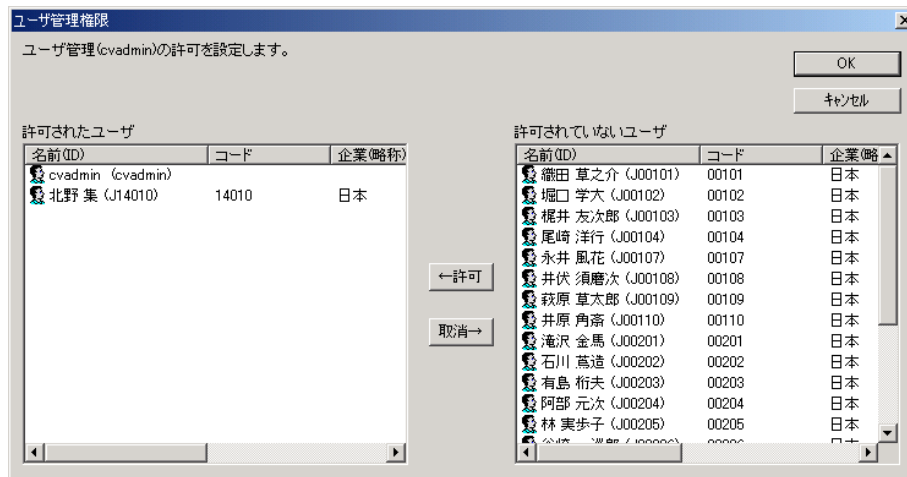 ユーザ管理権限
ユーザ管理(cvadmin)の許可を設定します。
OK
キャンセル
許可されたユーザ
名前(ID) コード 企業(略称)
cvadmin (cvadmin)
北野 集 (J14010) 14010 日本
←許可
取消→
許可されていないユーザ
名前(ID) コード 企業(略
織田 草之介 (J00101) 00101 日本
堀口 学大 (J00102) 00102 日本
梶井 友次郎 (J00103) 00103 日本
尾崎 洋行 (J00104) 00104 日本
永井 風花 (J00107) 00107 日本
井伏 須磨次 (J00108) 00108 日本
萩原 草太郎 (J00109) 00109 日本
井原 角斎 (J00110) 00110 日本
滝沢 金馬 (J00201) 00201 日本
石川 蔦造 (J00202) 00202 日本
有島 桁夫 (J00203) 00203 日本
阿部 元次 (J00204) 00204 日本
林 実歩子 (J00205) 00205 日本